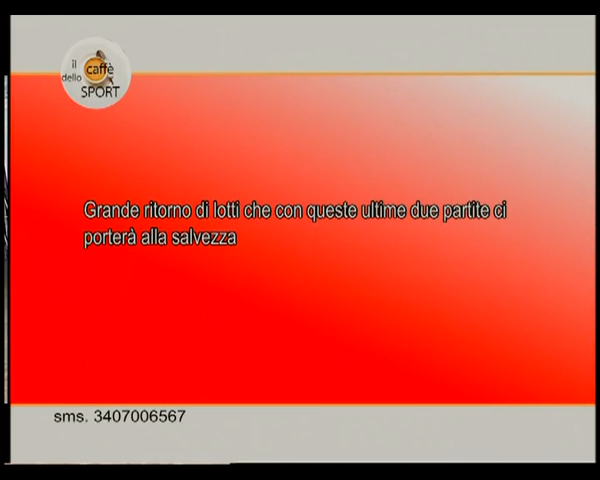 il
dello caffè
SPORT
Grande ritorno di lotti che con queste ultime due partite ci
porterà alla salvezza
sms. 3407006567